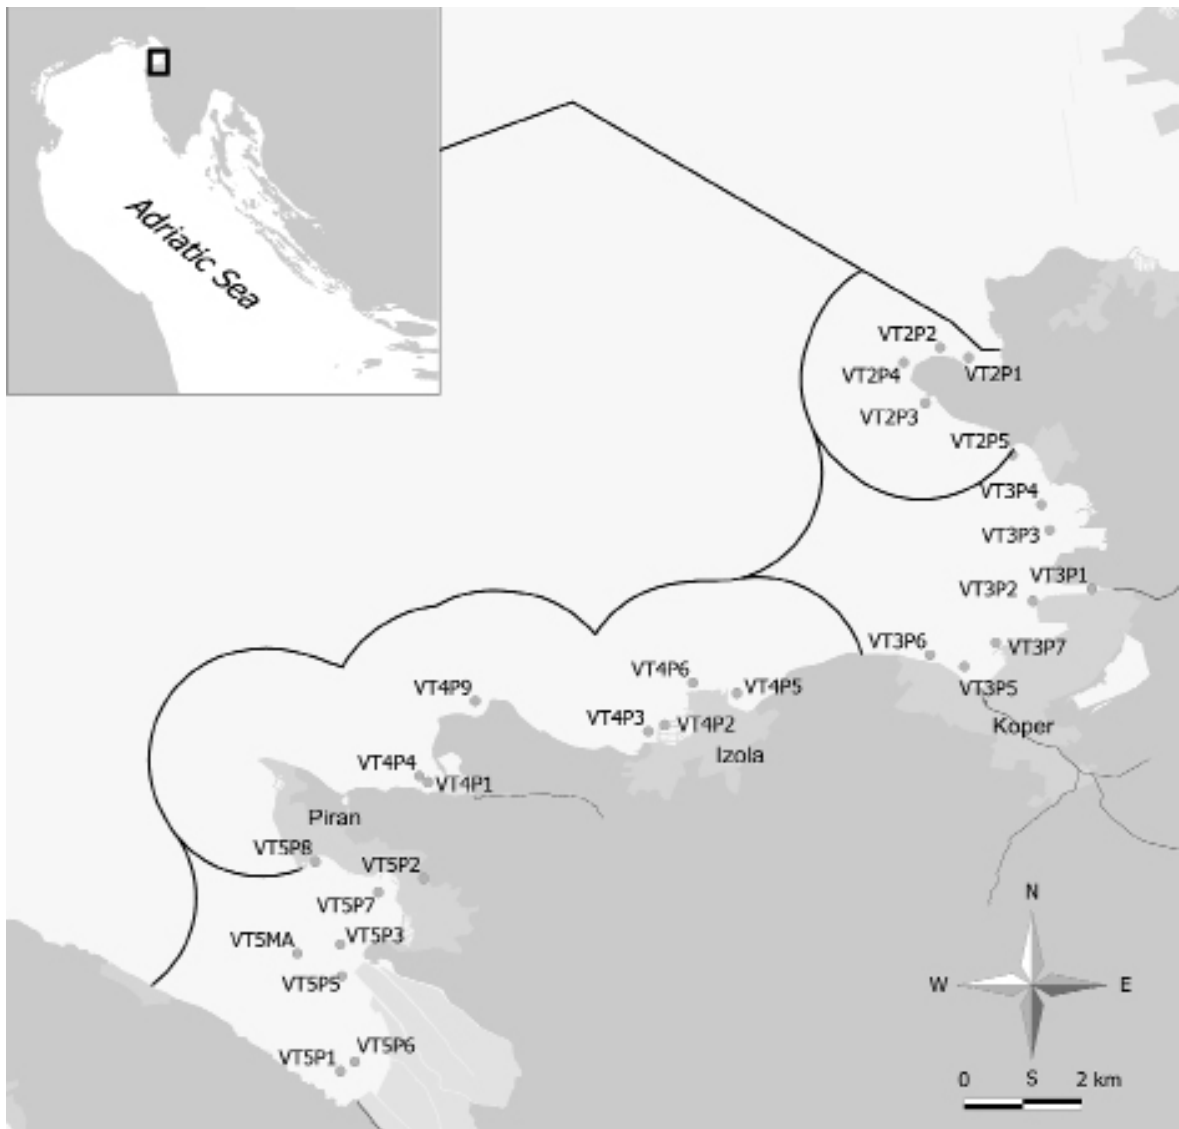 Adriatic Sea
VT2P2
VT2P4
VT2P1
VT2P3
VT2P5
VT3P4
VT3P3
VT3P1
VT3P2
VT3P6
VT3P7
VT4P6
VT3P5
VT4P9
VT4P5
VT4P3
VT4P2
Koper
Izola
VT4P4
VT4P1
Piran
VT5P8
VT5P2
VT5P7
VT5MA
VT5P3
VT5P5
VT5P1
VT5P6
N
W
E
S
0
2 km